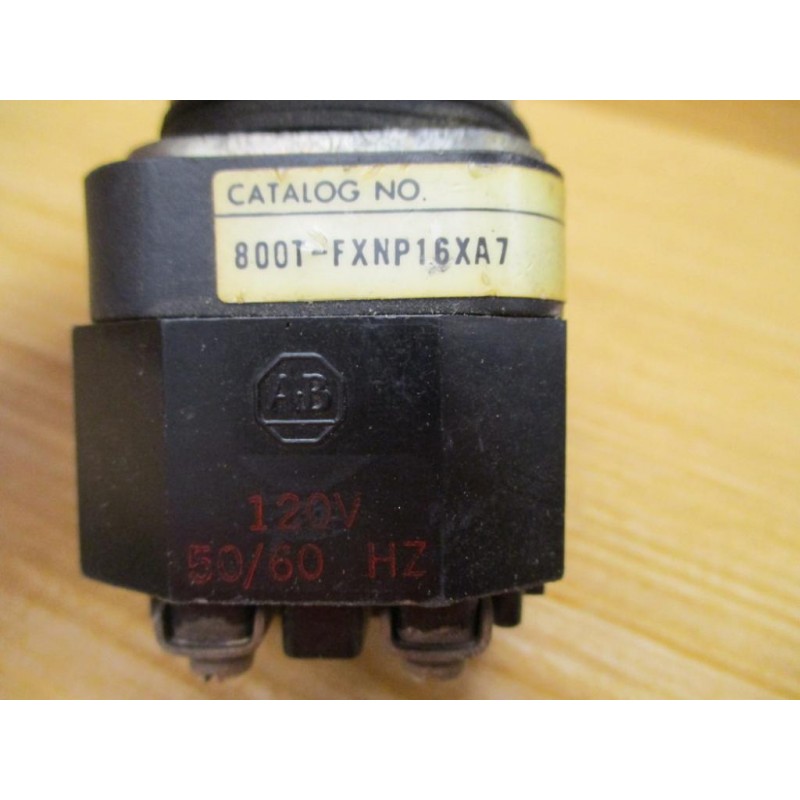 CATALOG NO.
800T-FXNP16XA7
AB
120V
50/60 HZ